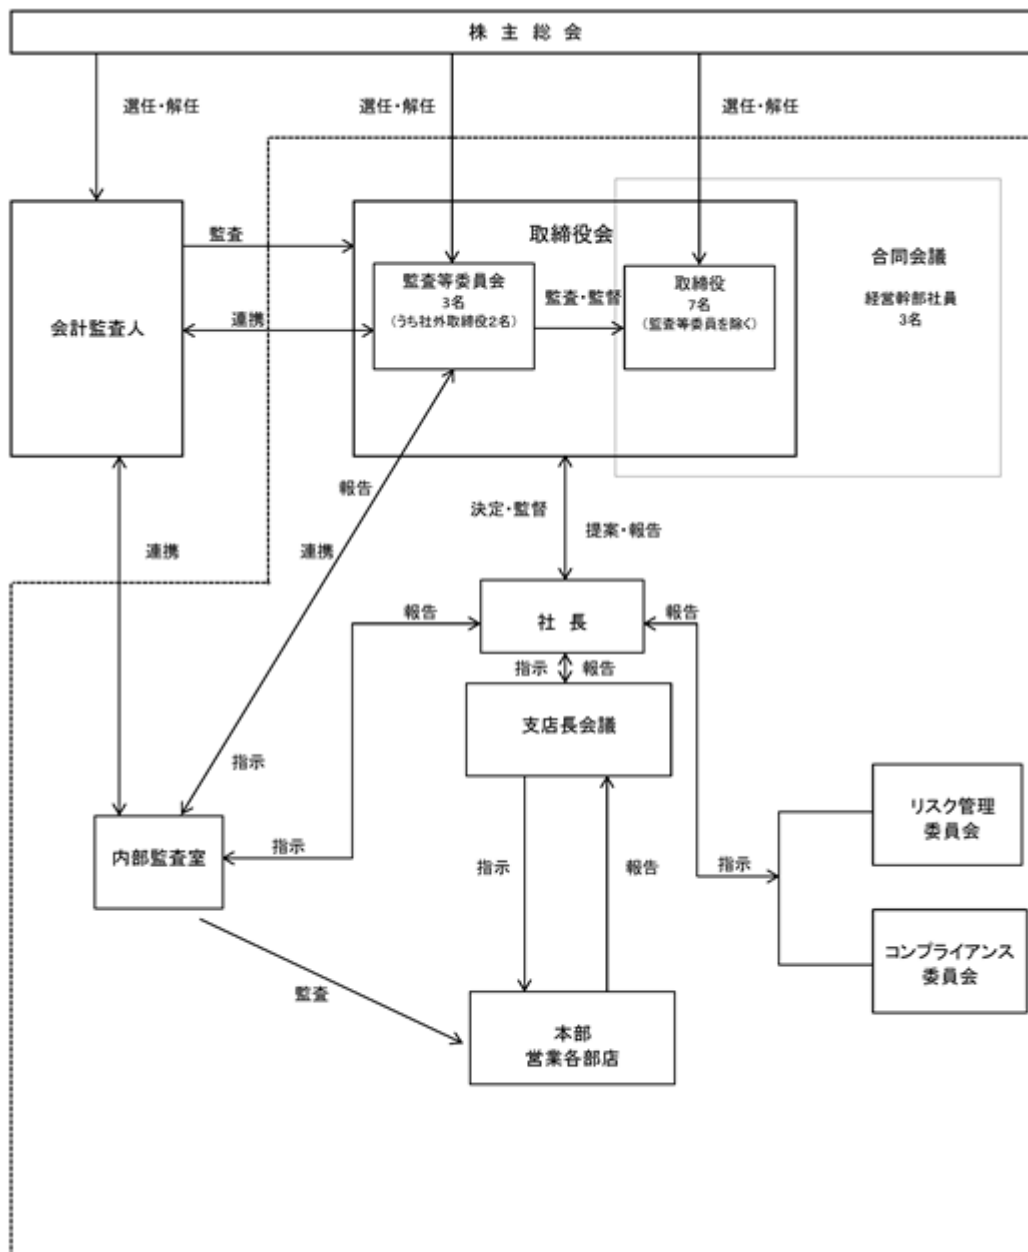 株主総会
選任・解任
選任・解任
選任・解任
取締役会
監査
合同会議
監査等委員会
3名
(うち社外取締役2名)
監査・監督
取締役
7名
(監査等委員を除く)
経営幹部社員
3名
会計監査人
連携
報告
決定・監督
提案・報告
連携
連携
報告
社長
報告
指示
報告
支店長会議
指示
リスク管理
委員会
内部監査室
指示
指示
報告
指示
コンプライアンス
委員会
監査
本部
営業各部店